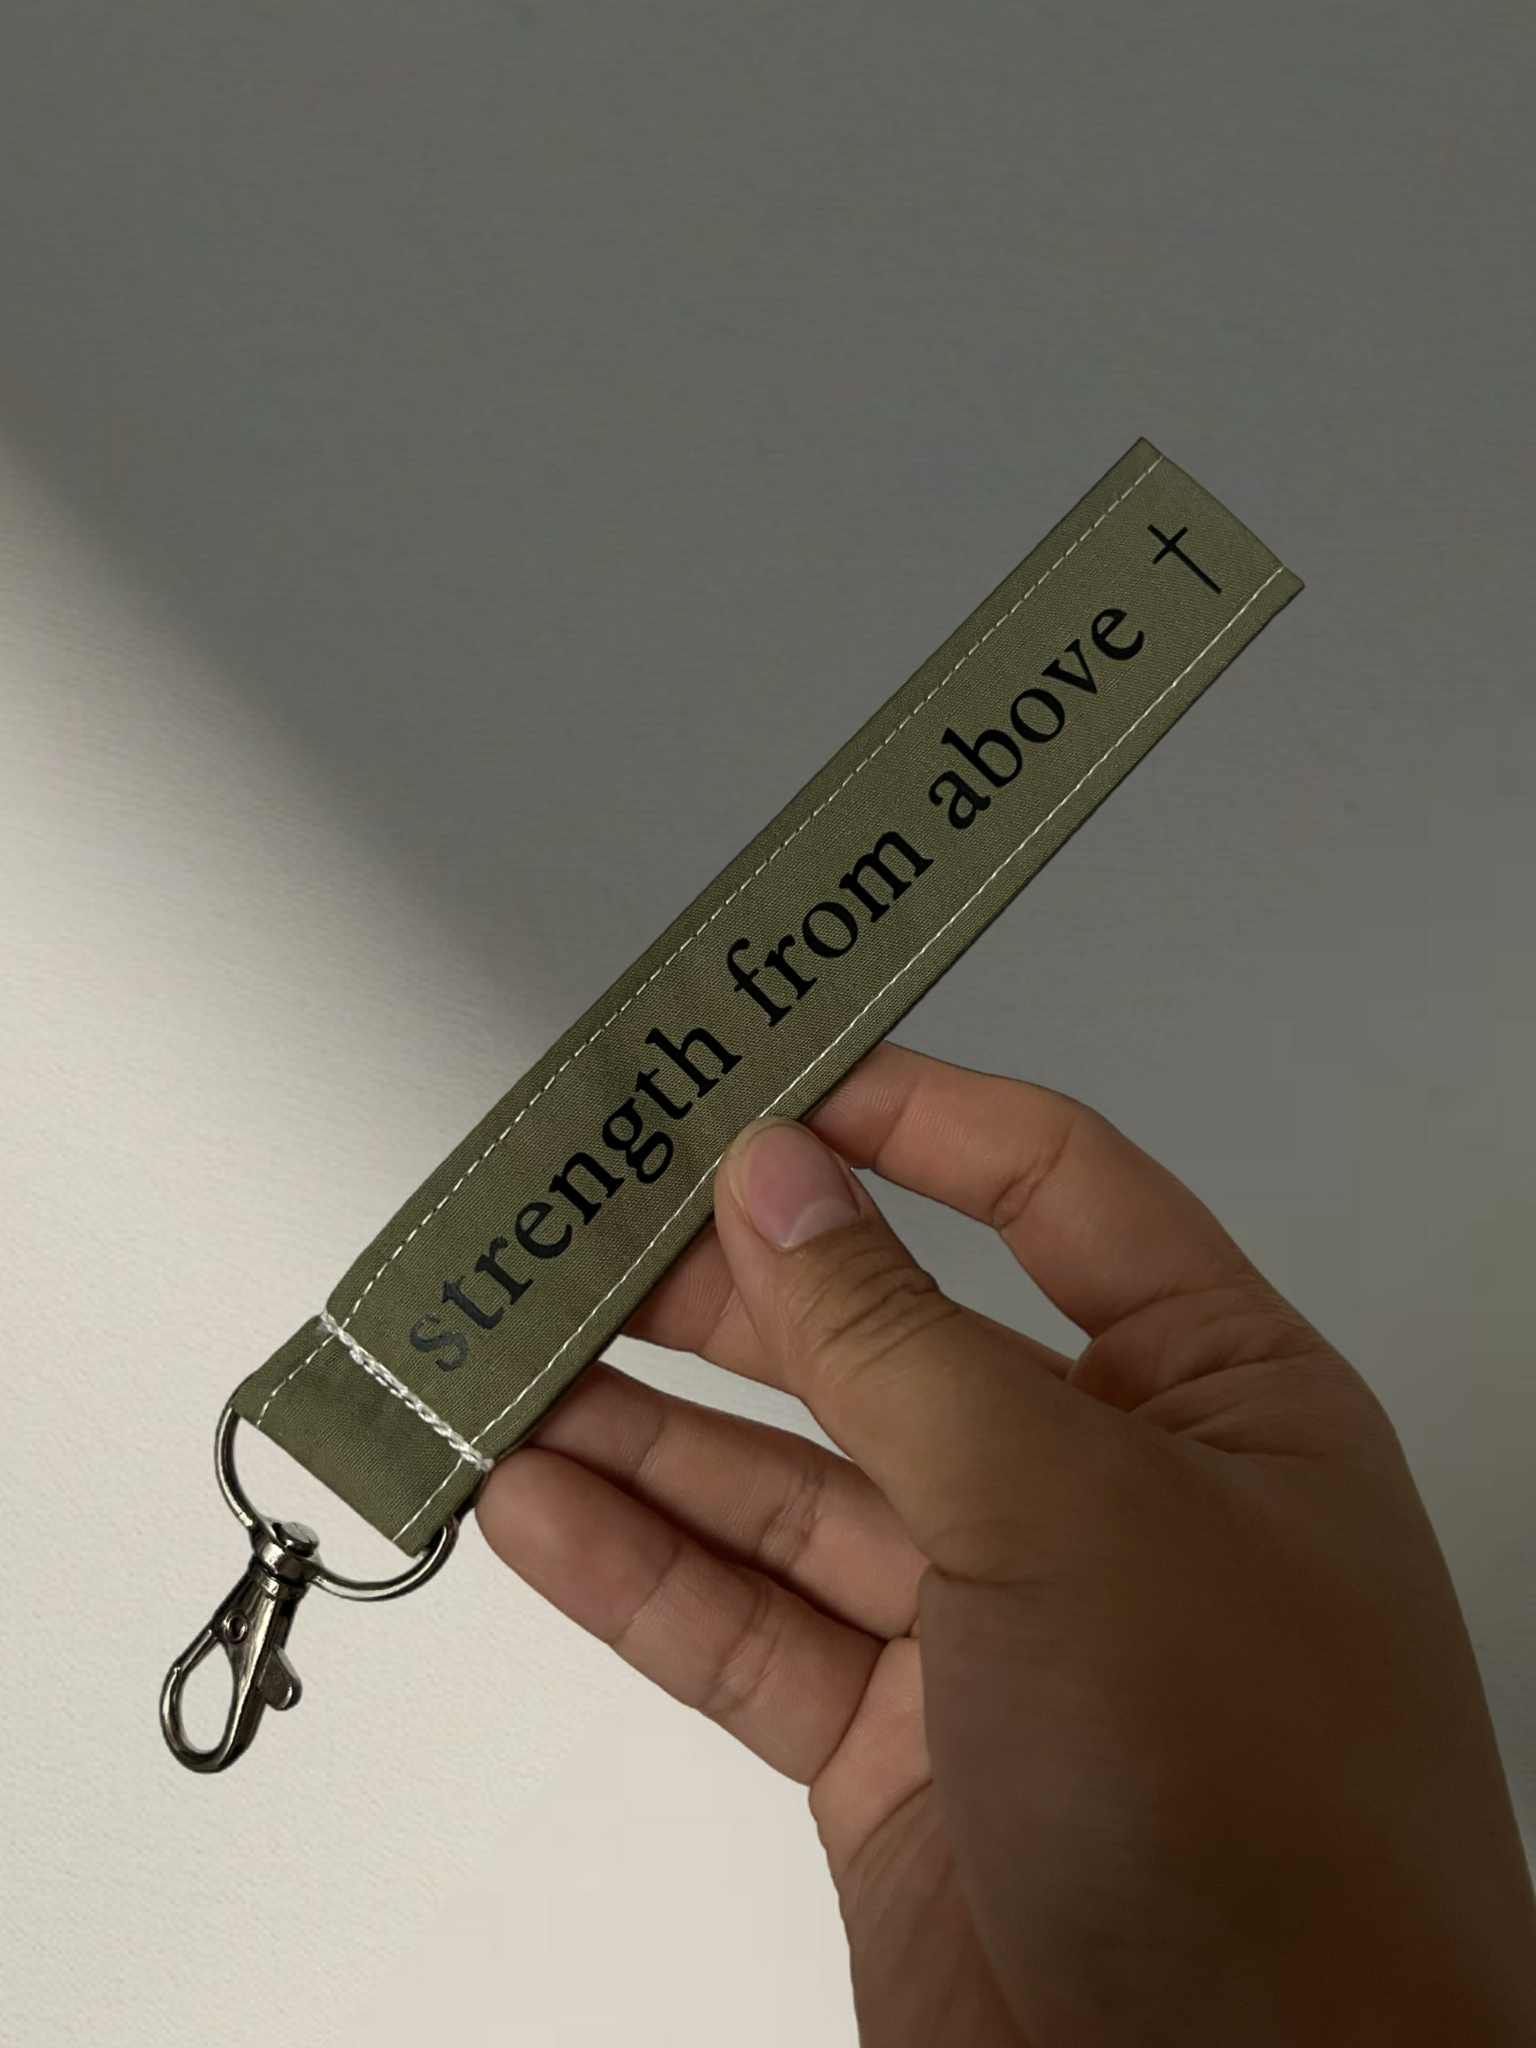 strength from above †